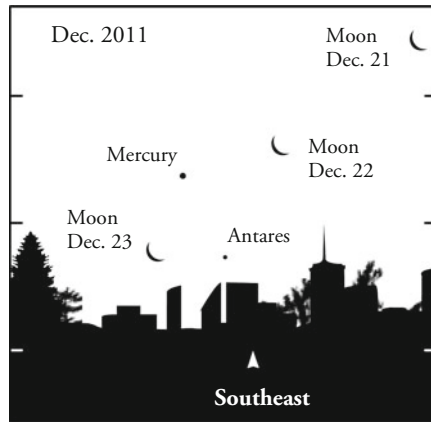 Dec. 2011
Moon
Dec. 21
Moon
Dec. 22
Mercury
Moon
Dec. 23
Antares
Southeast